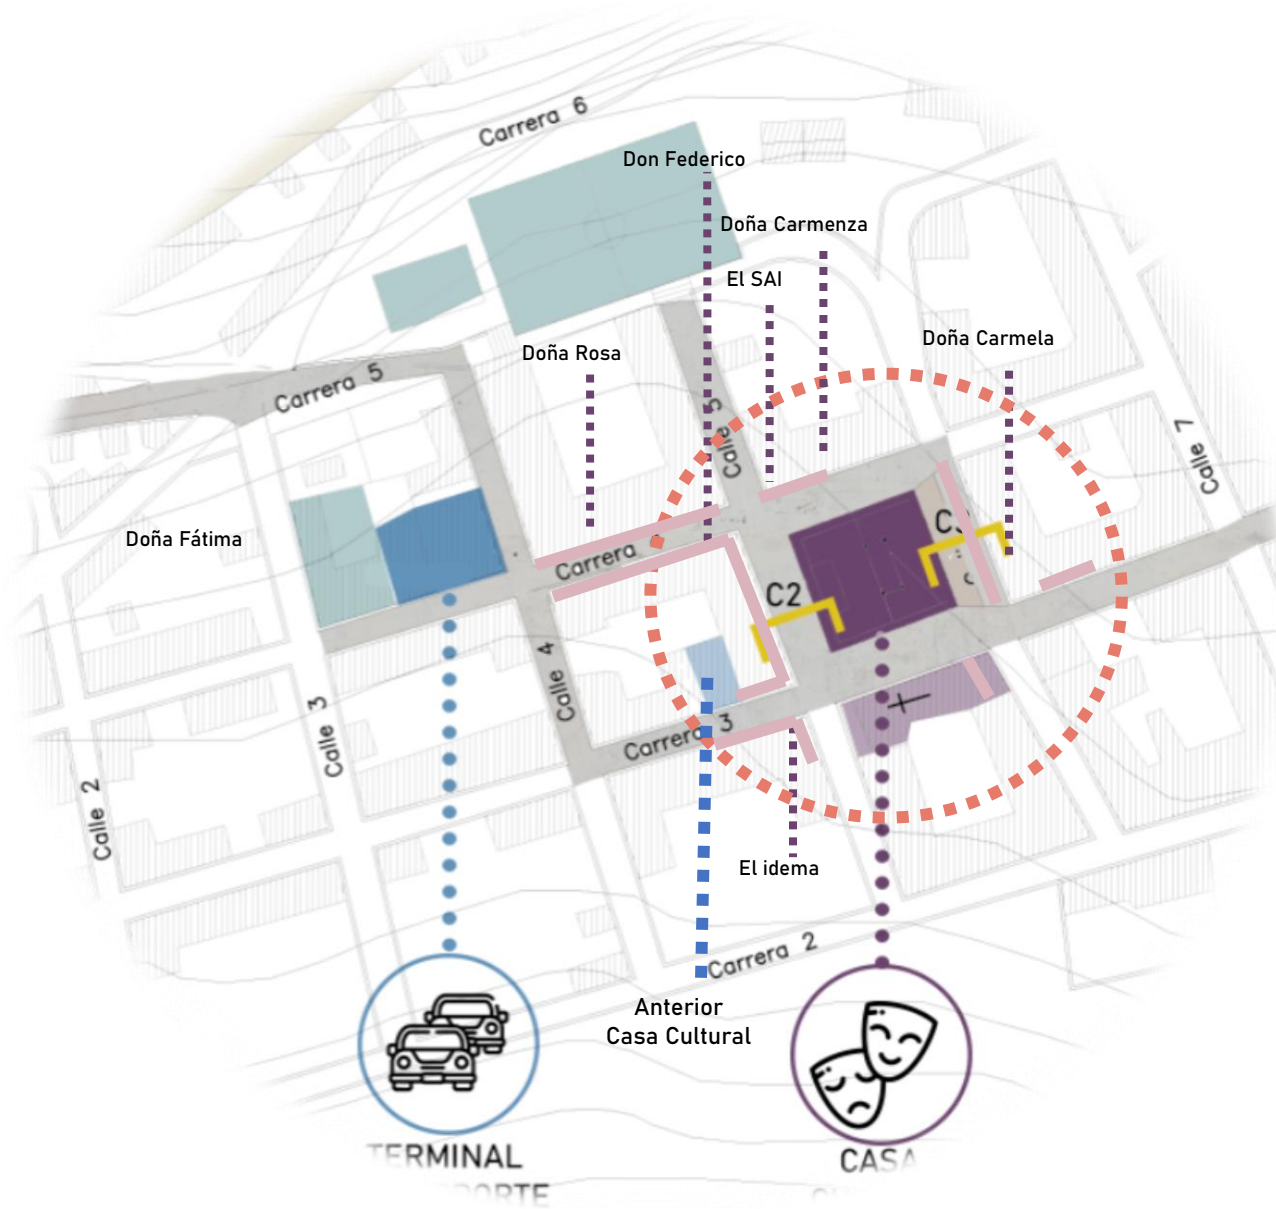 Carrera 6
Don Federico
Doña Carmenza
El SAI
Doña Carmela
Doña Rosa
Carrera 5
Calle 5
Calle 7
Doña Fátima
Carrera
C2
Calle 4
Calle 3
Carrera 3
Calle 2
El idema
Carrera 2
Anterior
Casa Cultural
TERMINAL
CASA